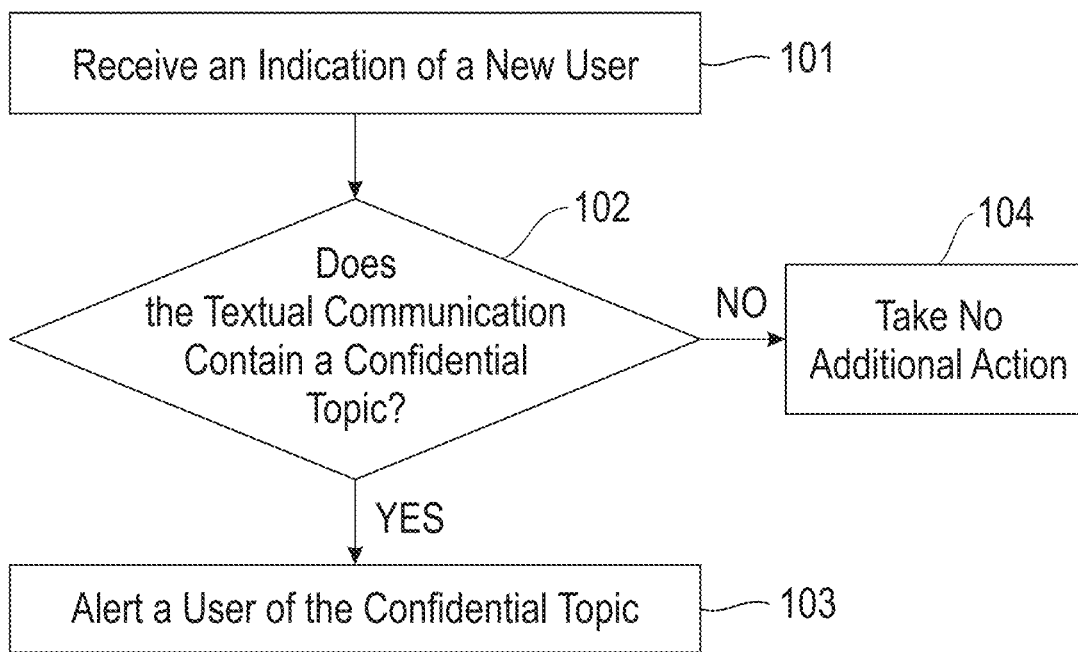 Receive an Indication of a New User
101
102
Does
the Textual Communication
Contain a Confidential
Topic?
NO
104
Take No
Additional Action
YES
Alert a User of the Confidential Topic
103